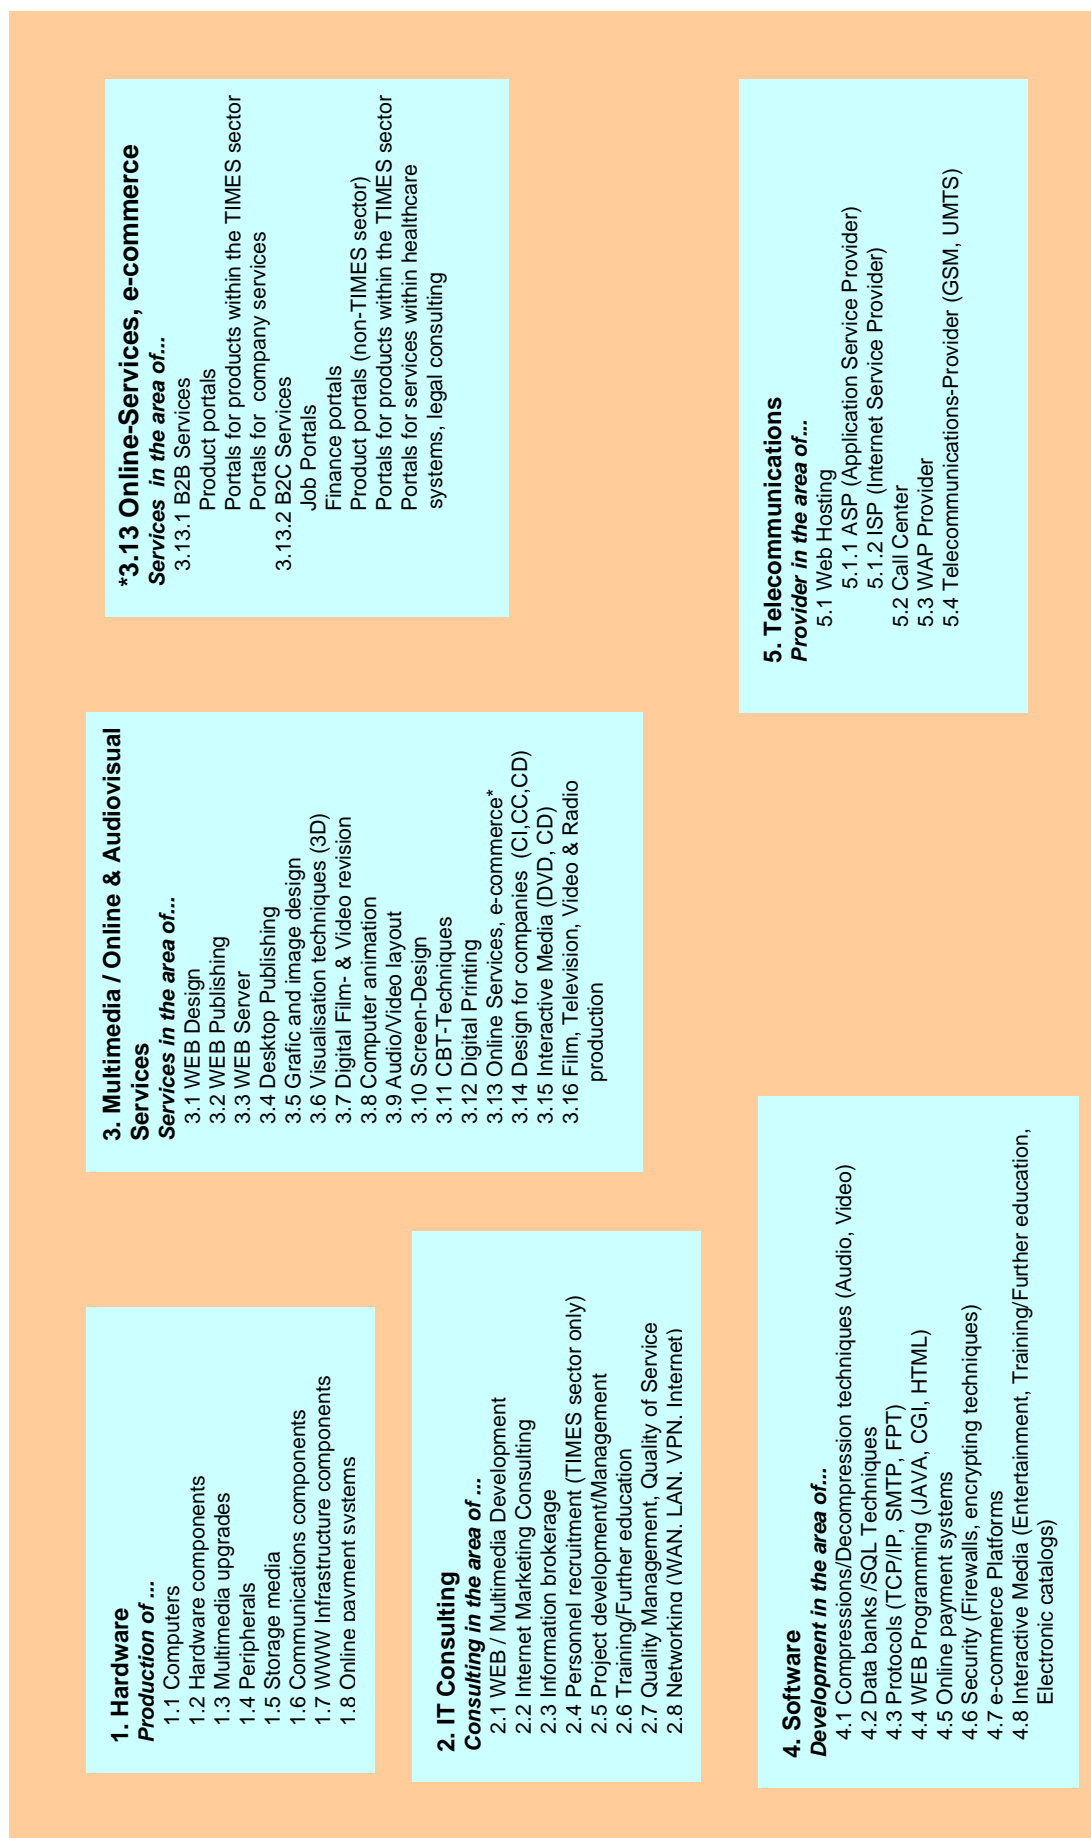 1. Hardware
Production of ...
1.1 Computers
1.2 Hardware components
1.3 Multimedia upgrades
1.4 Peripherals
1.5 Storage media
1.6 Communications components
1.7 WWW Infrastructure components
1.8 Online payment systems
2. IT Consulting
Consulting in the area of ...
2.1 WEB / Multimedia Development
2.2 Internet Marketing Consulting
2.3 Information brokerage
2.4 Personnel recruitment (TIMES sector only)
2.5 Project development/Management
2.6 Training/Further education
2.7 Quality Management, Quality of Service
2.8 Networking (WAN, LAN, VPN, Internet)
3. Multimedia / Online & Audiovisual
Services
Services in the area of...
3.1 WEB Design
3.2 WEB Publishing
3.3 WEB Server
3.4 Desktop Publishing
3.5 Grafic and image design
3.6 Visualisation techniques (3D)
3.7 Digital Film- & Video revision
3.8 Computer animation
3.9 Audio/Video layout
3.10 Screen-Design
3.11 CBT-Techniques
3.12 Digital Printing
3.13 Online Services, e-commerce*
3.14 Design for companies (CI,CC,CD)
3.15 Interactive Media (DVD, CD)
3.16 Film, Television, Video & Radio
production
*3.13 Online-Services, e-commerce
Services in the area of...
3.13.1 B2B Services
Product portals
Portals for products within the TIMES sector
Portals for company services
3.13.2 B2C Services
Job Portals
Finance portals
Product portals (non-TIMES sector)
Portals for products within the TIMES sector
Portals for services within healthcare
systems, legal consulting
4. Software
Development in the area of...
4.1 Compressions/Decompression techniques (Audio, Video)
4.2 Data banks /SQL Techniques
4.3 Protocols (TCP/IP, SMTP, FPT)
4.4 WEB Programming (JAVA, CGI, HTML)
4.5 Online payment systems
4.6 Security (Firewalls, encrypting techniques)
4.7 e-commerce Platforms
4.8 Interactive Media (Entertainment, Training/Further education,
Electronic catalogs)
5. Telecommunications
Provider in the area of...
5.1 Web Hosting
5.1.1 ASP (Application Service Provider)
5.1.2 ISP (Internet Service Provider)
5.2 Call Center
5.3 WAP Provider
5.4 Telecommunications-Provider (GSM, UMTS)